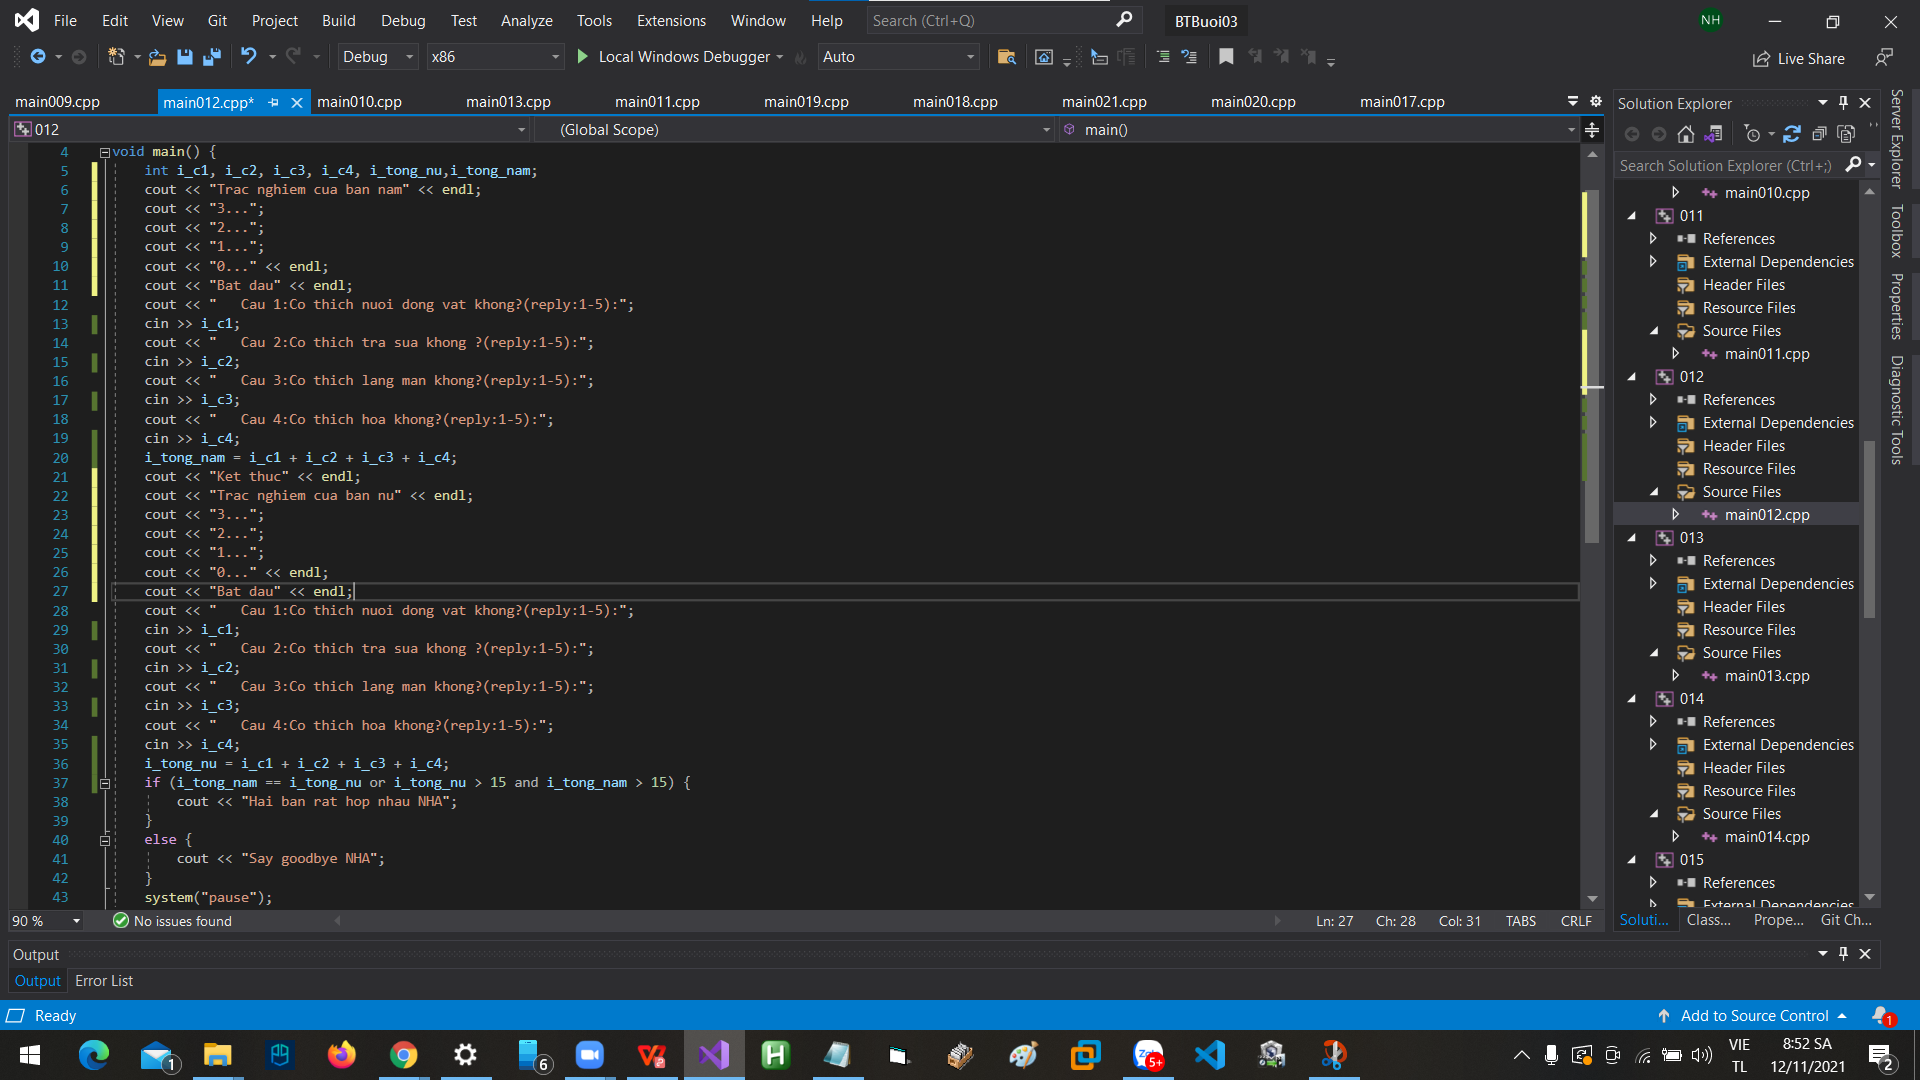 File Edit View Git Project Build Debug Test Analyze Tools Extensions Window Help Search (Ctrl+Q) BTBuoi03 NH
Debug x86 Local Windows Debugger Auto Live Share
main009.cpp main012.cpp* main010.cpp main013.cpp main011.cpp main019.cpp main018.cpp main021.cpp main020.cpp main017.cpp
012 (Global Scope) main()
4 void main() {
5 int i_c1, i_c2, i_c3, i_c4, i_tong_nu,i_tong_nam;
6 cout << "Trac nghiem cua ban nam" << endl;
7 cout << "3...";
8 cout << "2...";
9 cout << "1...";
10 cout << "0..." << endl;
11 cout << "Bat dau" << endl;
12 cout << "   Cau 1:Co thich nuoi dong vat khong?(reply:1-5):";
13 cin >> i_c1;
14 cout << "   Cau 2:Co thich tra sua khong ?(reply:1-5):";
15 cin >> i_c2;
16 cout << "   Cau 3:Co thich lang man khong?(reply:1-5):";
17 cin >> i_c3;
18 cout << "   Cau 4:Co thich hoa khong?(reply:1-5):";
19 cin >> i_c4;
20 i_tong_nam = i_c1 + i_c2 + i_c3 + i_c4;
21 cout << "Ket thuc" << endl;
22 cout << "Trac nghiem cua ban nu" << endl;
23 cout << "3...";
24 cout << "2...";
25 cout << "1...";
26 cout << "0..." << endl;
27 cout << "Bat dau" << endl;
28 cout << "   Cau 1:Co thich nuoi dong vat khong?(reply:1-5):";
29 cin >> i_c1;
30 cout << "   Cau 2:Co thich tra sua khong ?(reply:1-5):";
31 cin >> i_c2;
32 cout << "   Cau 3:Co thich lang man khong?(reply:1-5):";
33 cin >> i_c3;
34 cout << "   Cau 4:Co thich hoa khong?(reply:1-5):";
35 cin >> i_c4;
36 i_tong_nu = i_c1 + i_c2 + i_c3 + i_c4;
37 if (i_tong_nam == i_tong_nu or i_tong_nu > 15 and i_tong_nam > 15) {
38 cout << "Hai ban rat hop nhau NHA";
39 }
40 else {
41 cout << "Say goodbye NHA";
42 }
43 system("pause");
90 % No issues found Ln: 27 Ch: 28 Col: 31 TABS CRLF
Solution Explorer
Search Solution Explorer (Ctrl+;)
main010.cpp
011
References
External Dependencies
Header Files
Resource Files
Source Files
main011.cpp
012
References
External Dependencies
Header Files
Resource Files
Source Files
main012.cpp
013
References
External Dependencies
Header Files
Resource Files
Source Files
main013.cpp
014
References
External Dependencies
Header Files
Resource Files
Source Files
main014.cpp
015
References
External Dependencies
Soluti... Class... Prope... Git Ch...
Server Explorer
Toolbox
Properties
Diagnostic Tools
Output
Output Error List
Ready Add to Source Control 1
1 6 5+ VIE 8:52 SA
TL 12/11/2021 2